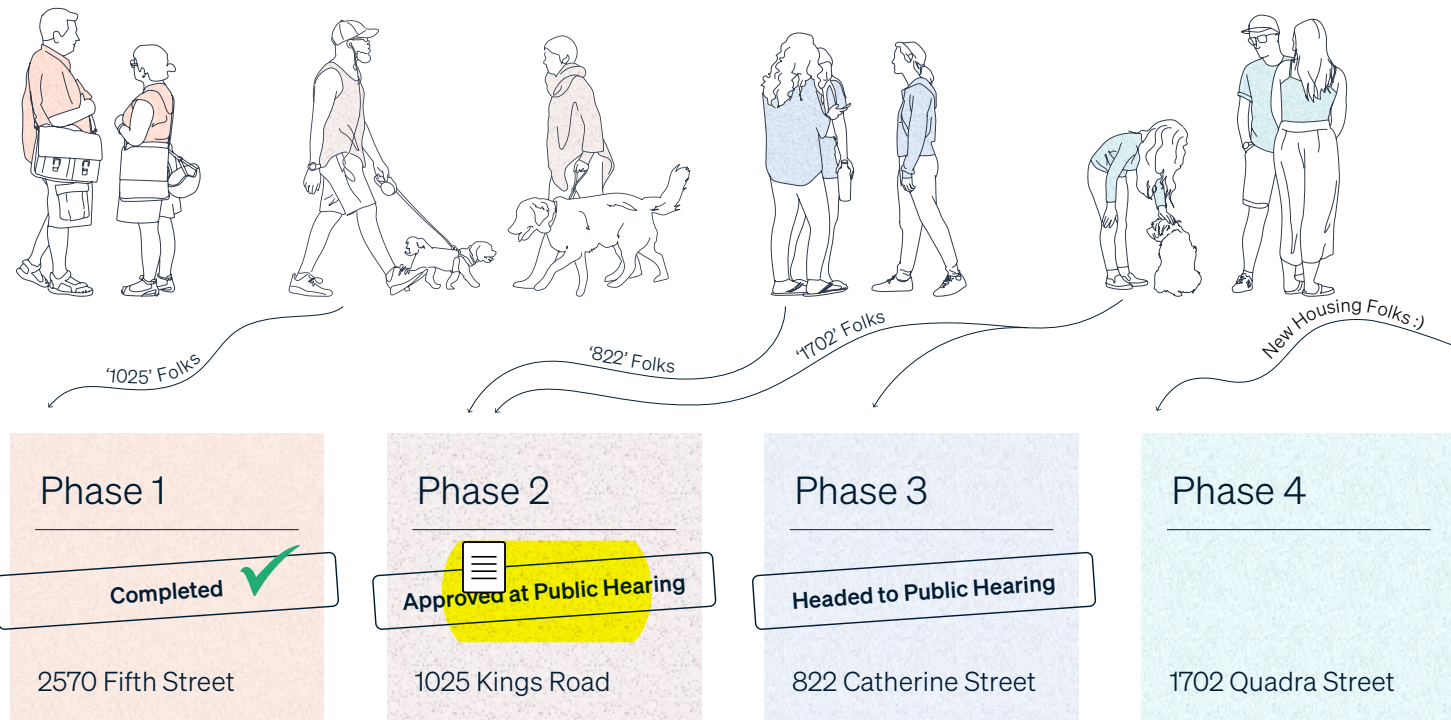 '1025' Folks
'822' Folks
'1702' Folks
New Housing Folks :)
Phase 1
Completed
2570 Fifth Street
Phase 2
Approved at Public Hearing
1025 Kings Road
Phase 3
Headed to Public Hearing
822 Catherine Street
Phase 4
1702 Quadra Street